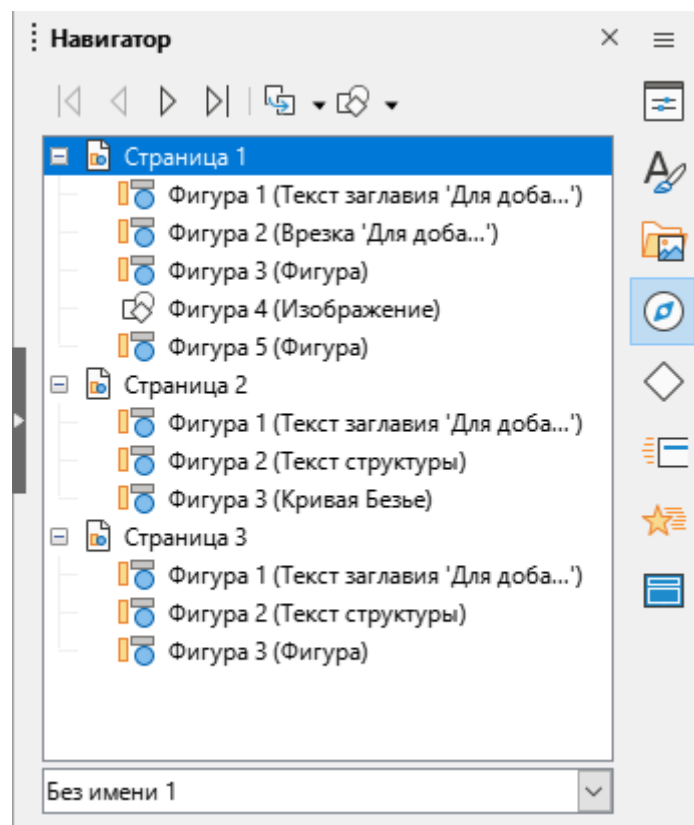 Навигатор
Страница 1
Фигура 1 (Текст заглавия 'Для доба...')
Фигура 2 (Врезка 'Для доба...')
Фигура 3 (Фигура)
Фигура 4 (Изображение)
Фигура 5 (Фигура)
Страница 2
Фигура 1 (Текст заглавия 'Для доба...')
Фигура 2 (Текст структуры)
Фигура 3 (Кривая Безье)
Страница 3
Фигура 1 (Текст заглавия 'Для доба...')
Фигура 2 (Текст структуры)
Фигура 3 (Фигура)
Без имени 1